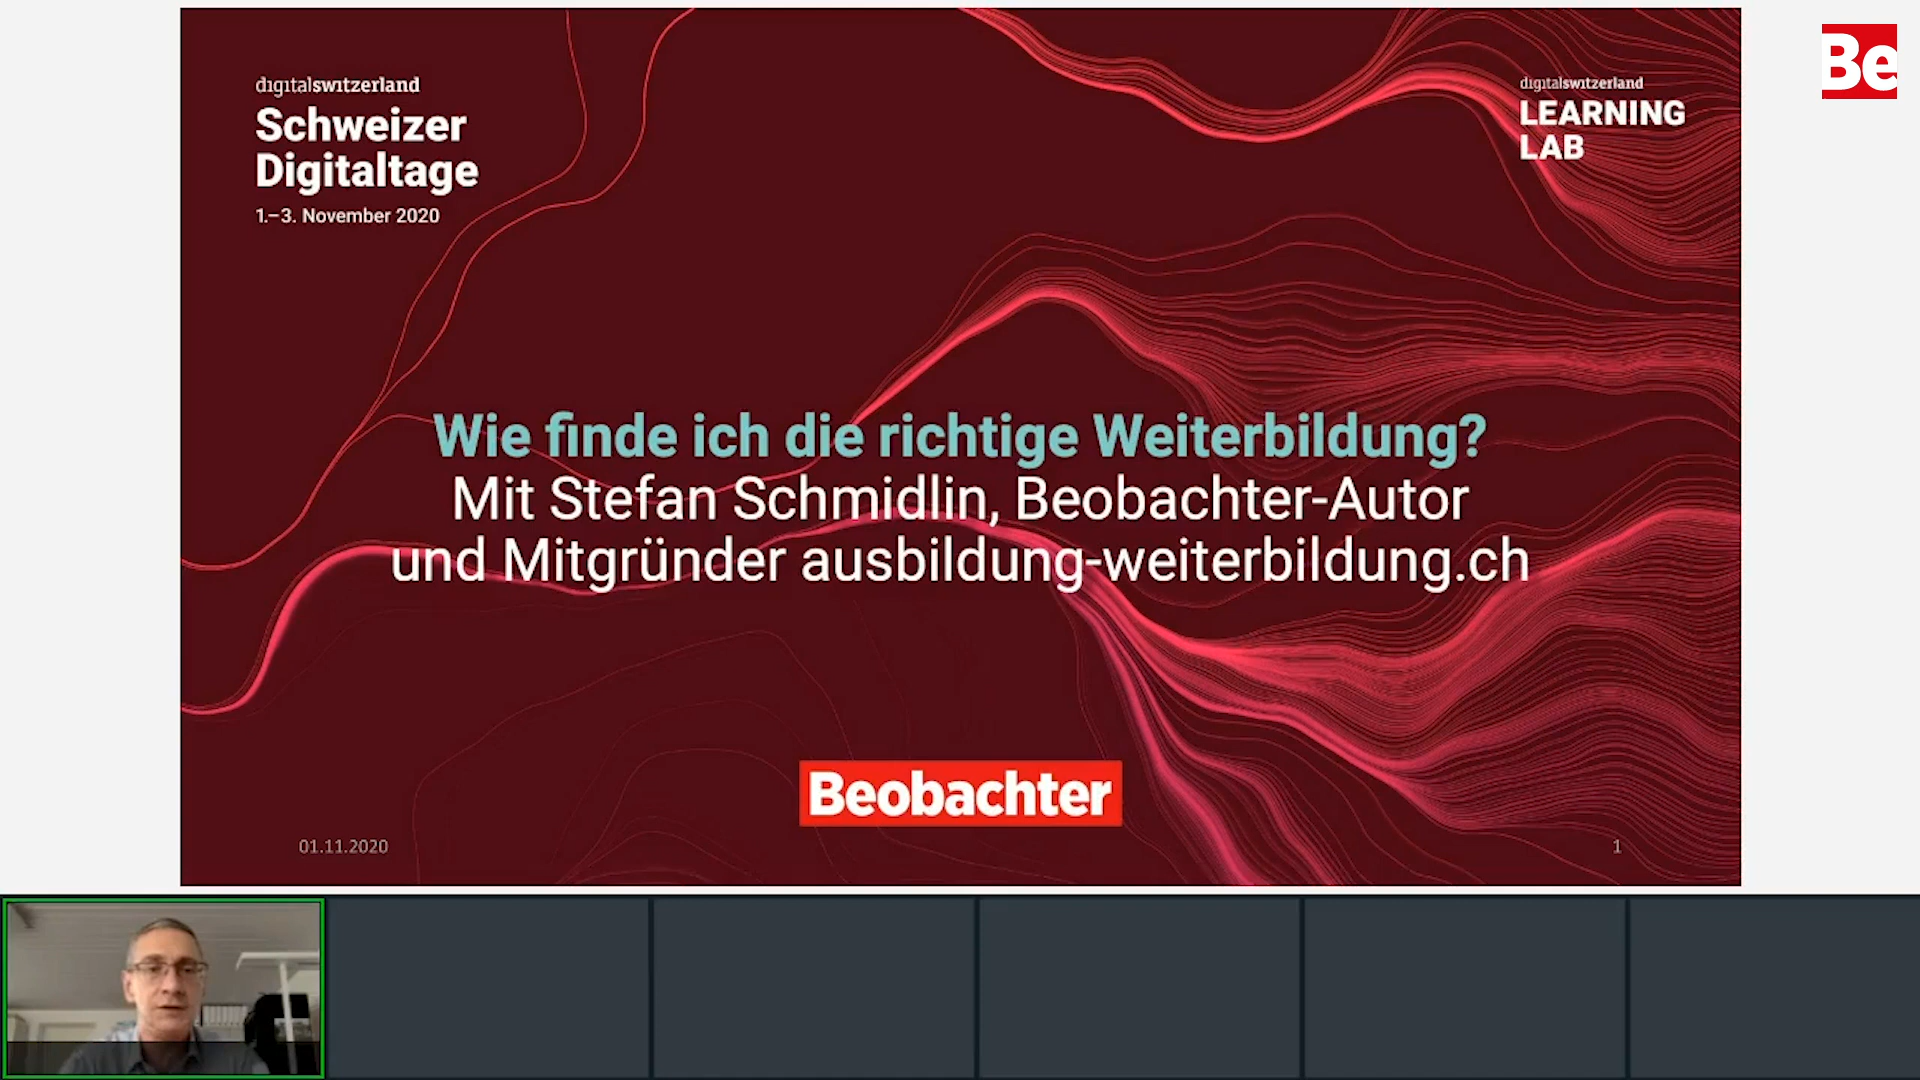 digitalswitzerland
Schweizer
Digitaltage
1.–3. November 2020
digitalswitzerland
LEARNING
LAB
Be
Wie finde ich die richtige Weiterbildung?
Mit Stefan Schmidlin, Beobachter-Autor
und Mitgründer ausbildung-weiterbildung.ch
Beobachter
01.11.2020
1